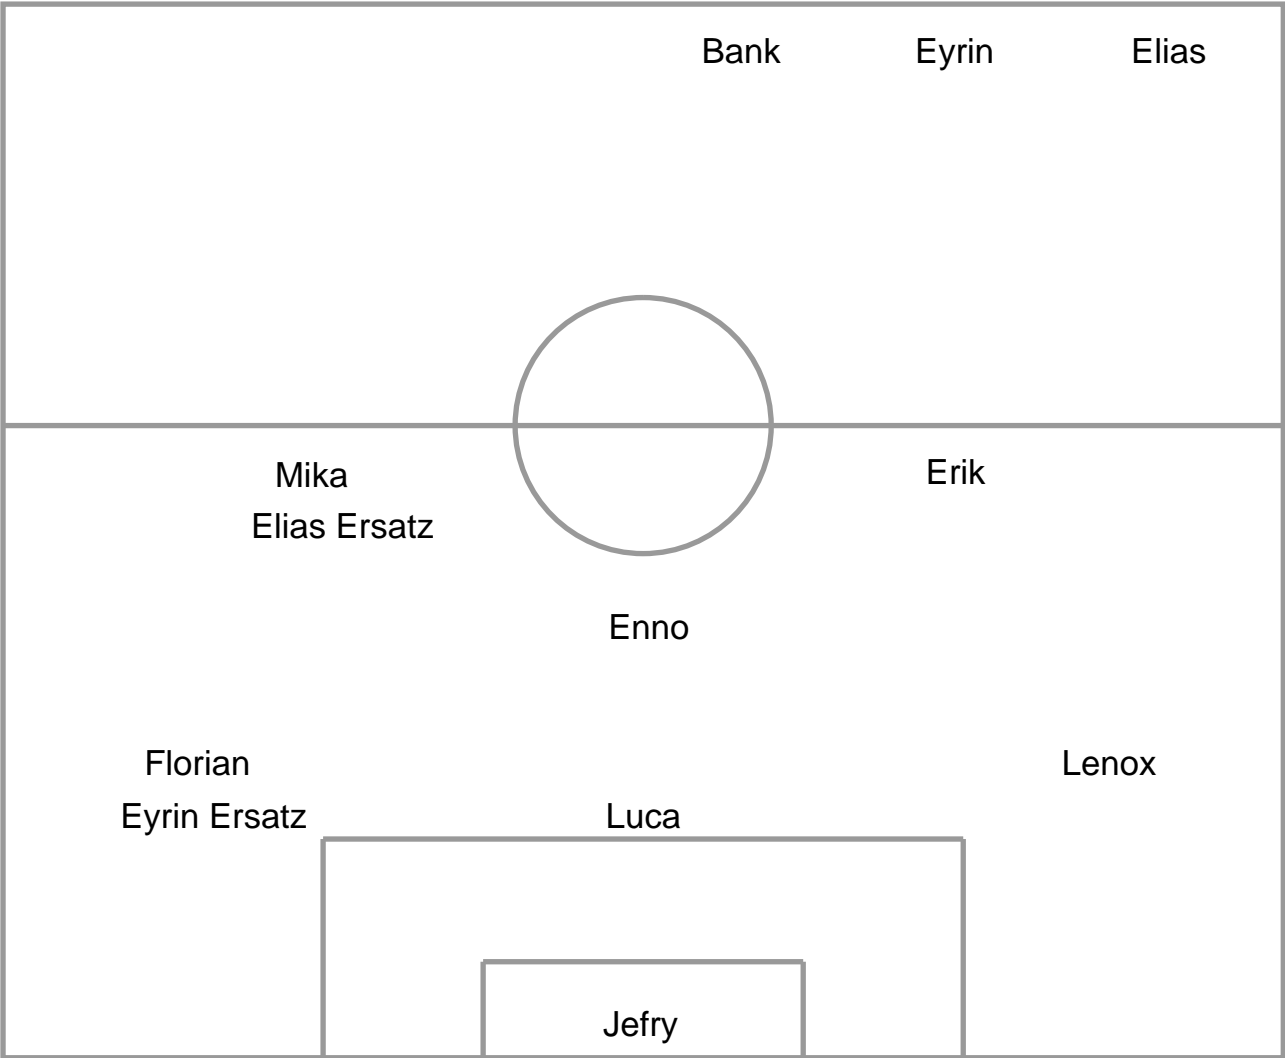 Bank Eyrin Elias
Mika Erik
Elias Ersatz
Enno
Florian Lenox
Eyrin Ersatz Luca
Jefry